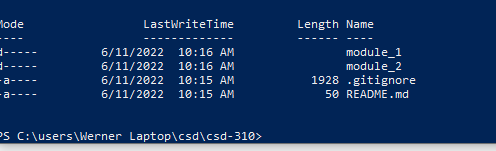 Mode LastWriteTime Length Name
---- ------------- ------ ----
d----- 6/11/2022 10:16 AM module_1
d----- 6/11/2022 10:16 AM module_2
-a---- 6/11/2022 10:15 AM 1928 .gitignore
-a---- 6/11/2022 10:15 AM 50 README.md
PS C:\users\Werner Laptop\csd\csd-310>